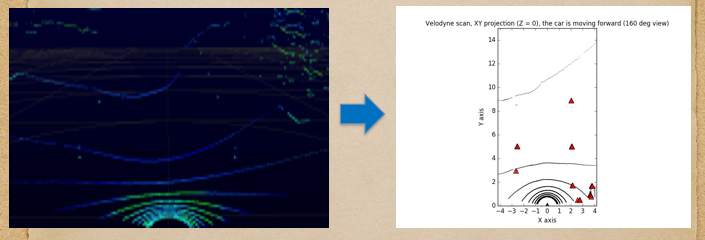 Velodyne scan, XY projection (Z = 0), the car is moving forward (160 deg view)
14
12
10
8
6
4
2
0
Y axis
−4 −3 −2 −1 0 1 2 3 4
X axis